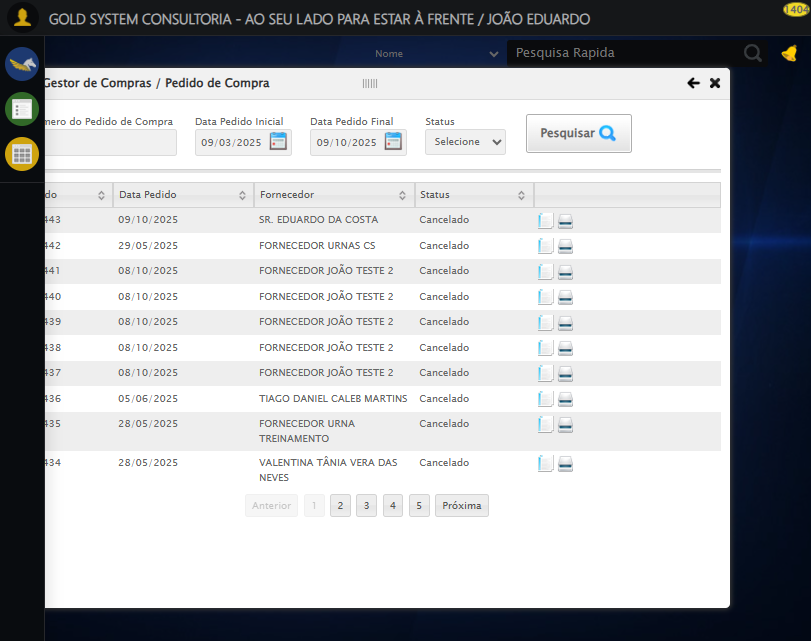 GOLD SYSTEM CONSULTORIA - AO SEU LADO PARA ESTAR À FRENTE / JOÃO EDUARDO
1404
Nome
Pesquisa Rapida
Gestor de Compras / Pedido de Compra
mero do Pedido de Compra
Data Pedido Inicial
Data Pedido Final
Status
09/03/2025
09/10/2025
Selecione
Pesquisar
do Data Pedido Fornecedor Status
443 09/10/2025 SR. EDUARDO DA COSTA Cancelado
442 29/05/2025 FORNECEDOR URNAS CS Cancelado
441 08/10/2025 FORNECEDOR JOÃO TESTE 2 Cancelado
440 08/10/2025 FORNECEDOR JOÃO TESTE 2 Cancelado
439 08/10/2025 FORNECEDOR JOÃO TESTE 2 Cancelado
438 08/10/2025 FORNECEDOR JOÃO TESTE 2 Cancelado
437 08/10/2025 FORNECEDOR JOÃO TESTE 2 Cancelado
436 05/06/2025 TIAGO DANIEL CALEB MARTINS Cancelado
435 28/05/2025 FORNECEDOR URNA Cancelado
TREINAMENTO
434 28/05/2025 VALENTINA TÂNIA VERA DAS Cancelado
NEVES
Anterior 1 2 3 4 5 Próxima